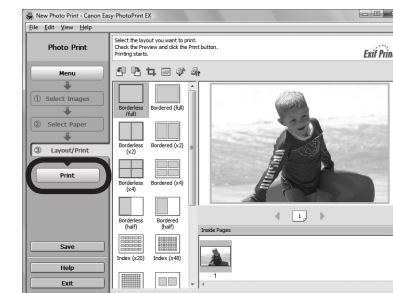 New Photo Print - Canon Easy-PhotoPrint EX
File Edit View Help
Photo Print
Select the layout you want to print.
Check the Preview and click the Print button.
Printing starts.
Exif Prin
Menu
① Select Images
② Select Paper
③ Layout/Print
Print
Save
Help
Exit
Borderless (full)
Bordered (full)
Borderless (x2)
Bordered (x2)
Borderless (x4)
Bordered (x4)
Borderless (half)
Bordered (half)
Index (x20)
Index (x48)
1
Inside Pages
1